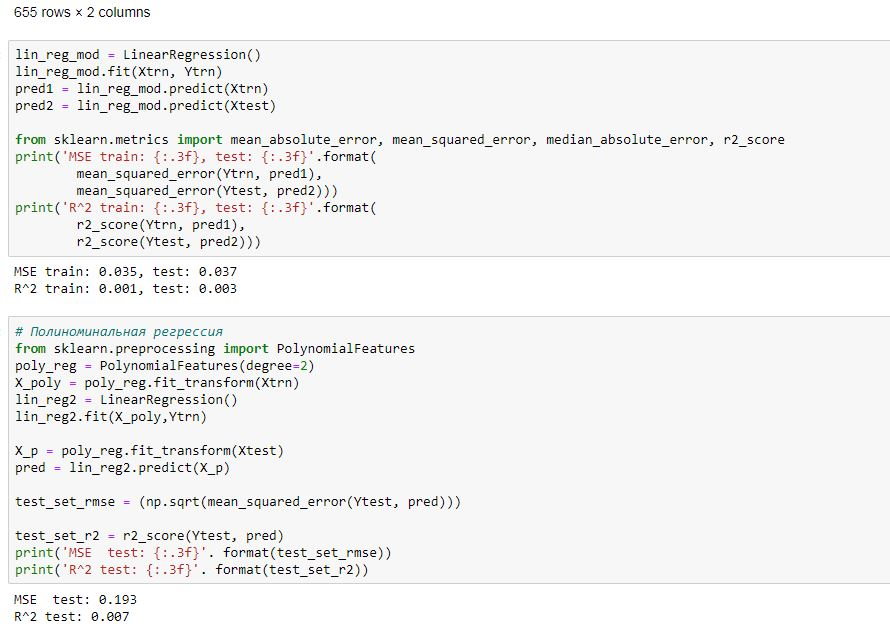 655 rows × 2 columns
lin_reg_mod = LinearRegression()
lin_reg_mod.fit(Xtrn, Ytrn)
pred1 = lin_reg_mod.predict(Xtrn)
pred2 = lin_reg_mod.predict(Xtest)
from sklearn.metrics import mean_absolute_error, mean_squared_error, median_absolute_error, r2_score
print('MSE train: {:.3f}, test: {:.3f}'.format(
        mean_squared_error(Ytrn, pred1),
        mean_squared_error(Ytest, pred2)))
print('R^2 train: {:.3f}, test: {:.3f}'.format(
        r2_score(Ytrn, pred1),
        r2_score(Ytest, pred2)))
MSE train: 0.035, test: 0.037
R^2 train: 0.001, test: 0.003
# Полиноминальная регрессия
from sklearn.preprocessing import PolynomialFeatures
poly_reg = PolynomialFeatures(degree=2)
X_poly = poly_reg.fit_transform(Xtrn)
lin_reg2 = LinearRegression()
lin_reg2.fit(X_poly,Ytrn)
X_p = poly_reg.fit_transform(Xtest)
pred = lin_reg2.predict(X_p)
test_set_rmse = (np.sqrt(mean_squared_error(Ytest, pred)))
test_set_r2 = r2_score(Ytest, pred)
print('MSE  test: {:.3f}'. format(test_set_rmse))
print('R^2 test: {:.3f}'. format(test_set_r2))
MSE  test: 0.193
R^2 test: 0.007